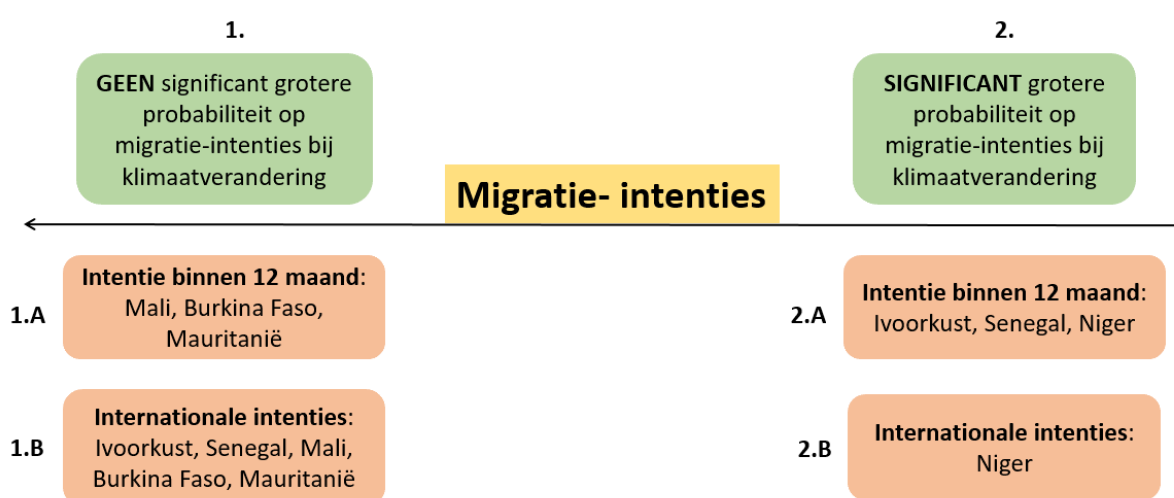 1.
GEEN significant grotere
probabiliteit op
migratie-intenties bij
klimaatverandering
2.
SIGNIFICANT grotere
probabiliteit op
migratie-intenties bij
klimaatverandering
Migratie- intenties
1.A
Intentie binnen 12 maand:
Mali, Burkina Faso,
Mauritanië
2.A
Intentie binnen 12 maand:
Ivoorkust, Senegal, Niger
1.B
Internationale intenties:
Ivoorkust, Senegal, Mali,
Burkina Faso, Mauritanië
2.B
Internationale intenties:
Niger